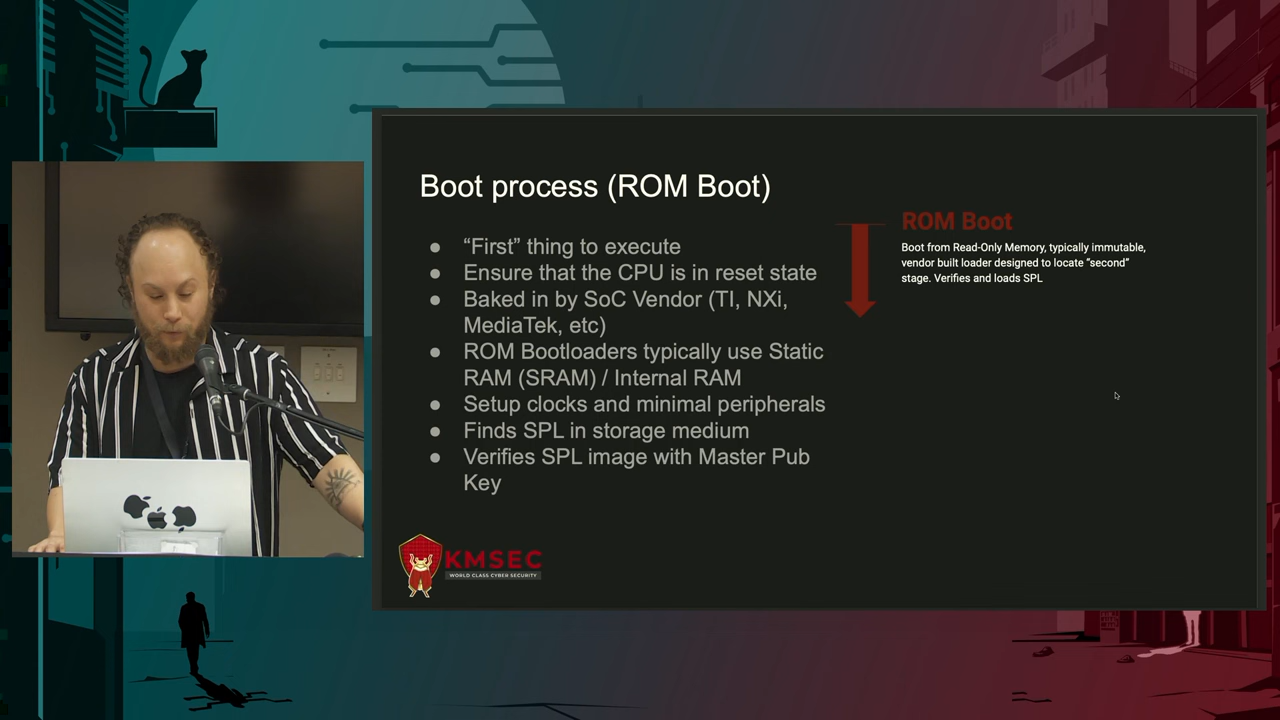 Boot process (ROM Boot)
● “First” thing to execute
● Ensure that the CPU is in reset state
● Baked in by SoC Vendor (TI, NXi,
MediaTek, etc)
● ROM Bootloaders typically use Static
RAM (SRAM) / Internal RAM
● Setup clocks and minimal peripherals
● Finds SPL in storage medium
● Verifies SPL image with Master Pub
Key
ROM Boot
Boot from Read-Only Memory, typically immutable,
vendor built loader designed to locate “second”
stage. Verifies and loads SPL
KMSEC
WORLD CLASS CYBER SECURITY